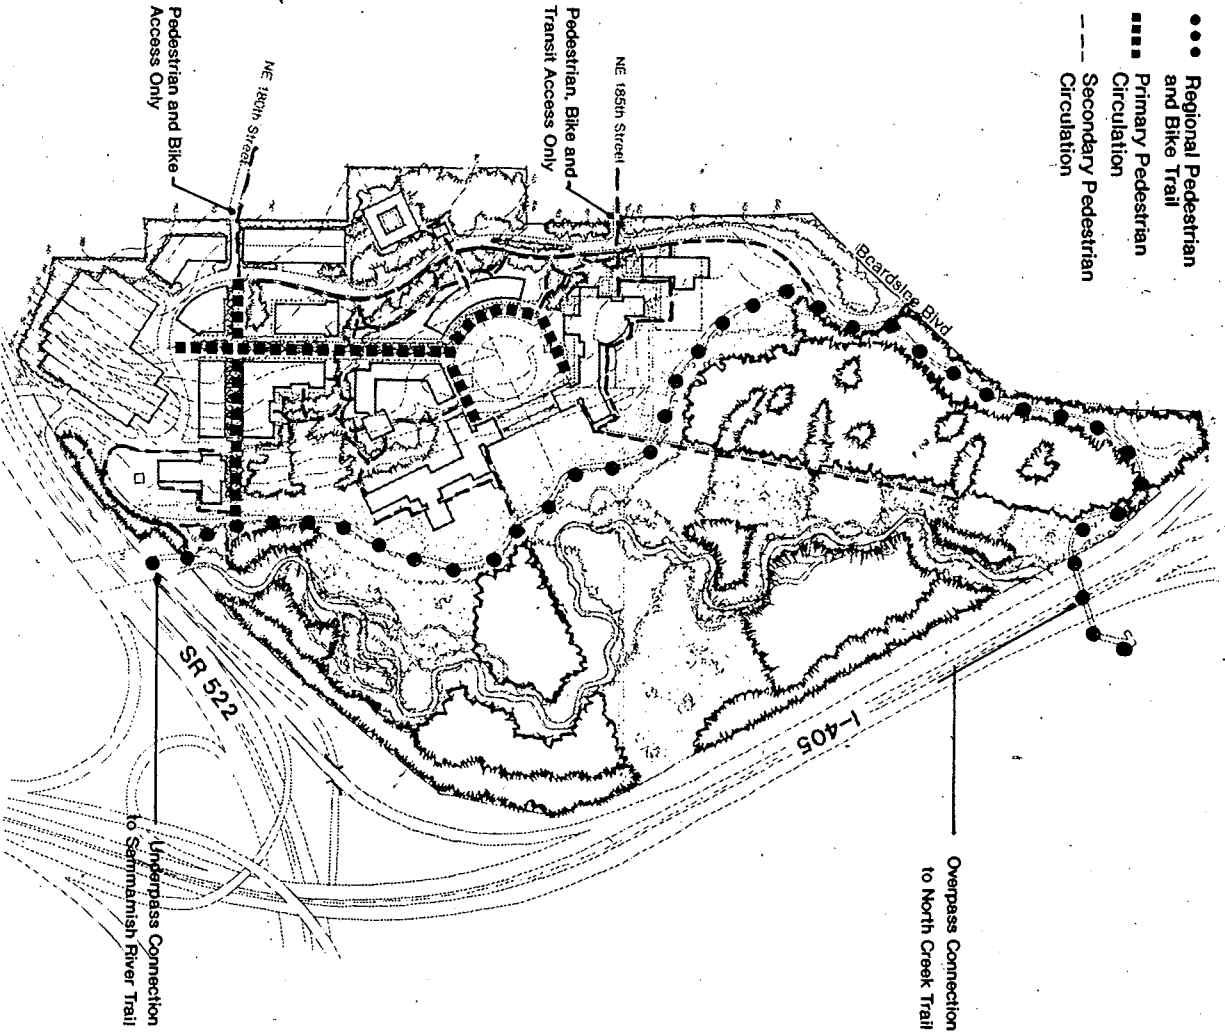 Regional Pedestrian
and Bike Trail
Primary Pedestrian
Circulation
Secondary Pedestrian
Circulation
NE 185th Street
Pedestrian, Bike and
Transit Access Only
NE 180th Street
Pedestrian and Bike
Access Only
Beardslee Blvd
SR 522
I-405
Overpass Connection
to North Creek Trail
Underpass Connection
to Sammamish River Trail